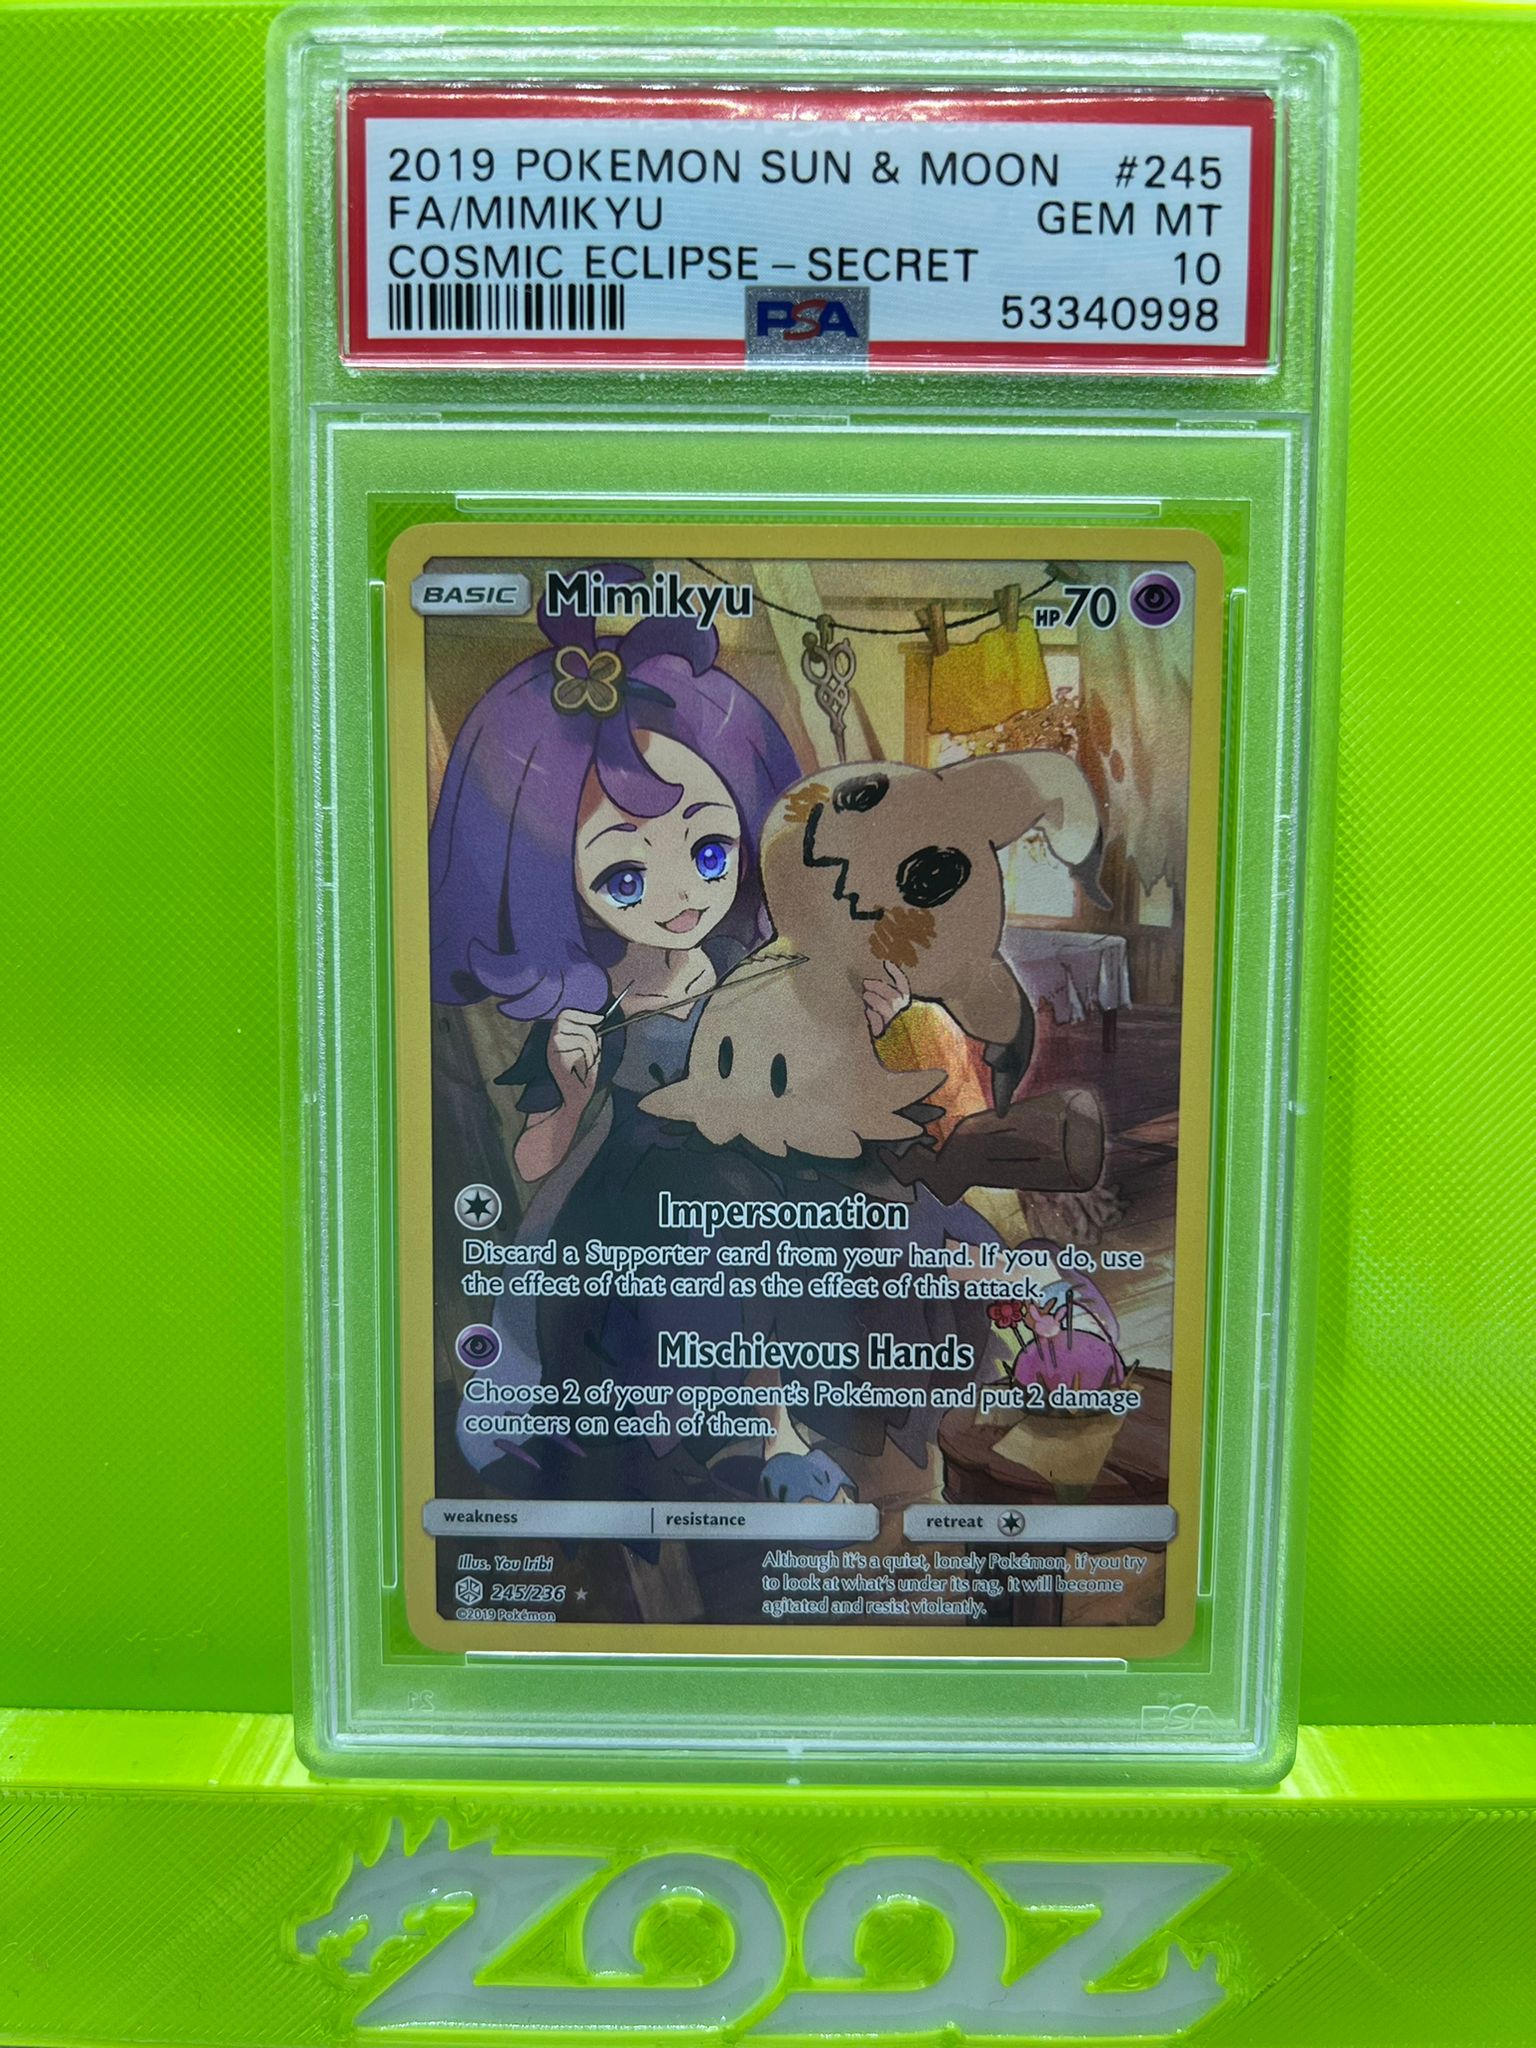 2019 POKEMON SUN & MOON #245
FA/MIMIKYU GEM MT
COSMIC ECLIPSE – SECRET 10
PSA 53340998
BASIC Mimikyu HP 70
Impersonation
Discard a Supporter card from your hand. If you do, use
the effect of that card as the effect of this attack.
Mischievous Hands
Choose 2 of your opponent's Pokémon and put 2 damage
counters on each of them.
weakness resistance retreat
Illus. You Iribi
245/236
©2019 Pokémon
Although it's a quiet, lonely Pokémon, if you try
to look at what's under its rag, it will become
agitated and resist violently.
PSA
ZOOZ